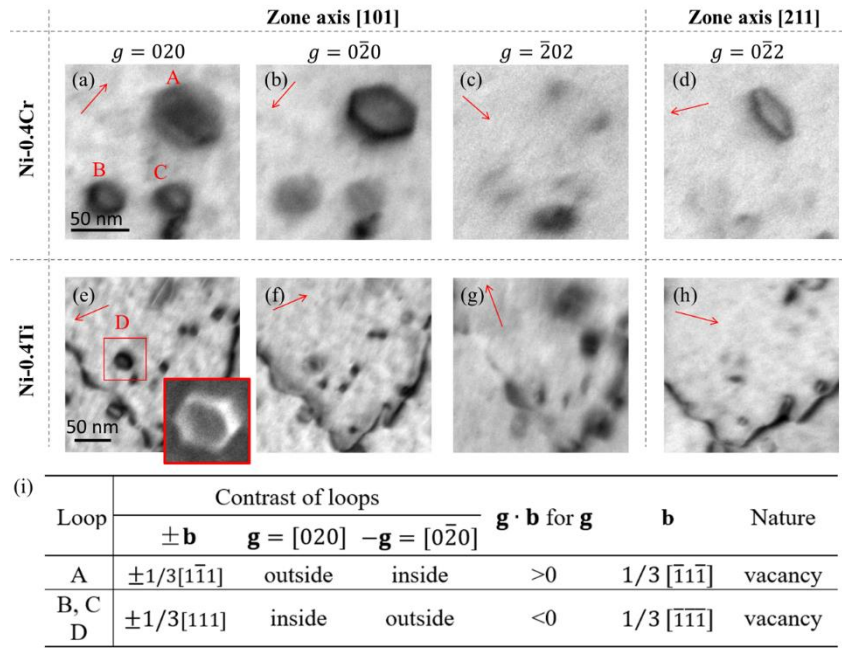 Zone axis [101] Zone axis [211]
g = 020 g = 02̄0 g = 2̄02 g = 02̄2
Ni-0.4Cr
(a) A (b) (c) (d)
B C
50 nm
Ni-0.4Ti
(e) (f) (g) (h)
D
50 nm
(i)
Loop Contrast of loops g · b for g b Nature
±b g = [020] −g = [02̄0]
A ±1/3[11̄1] outside inside >0 1/3 [1̄11̄] vacancy
B, C
D ±1/3[111] inside outside <0 1/3 [1̄1̄1̄] vacancy